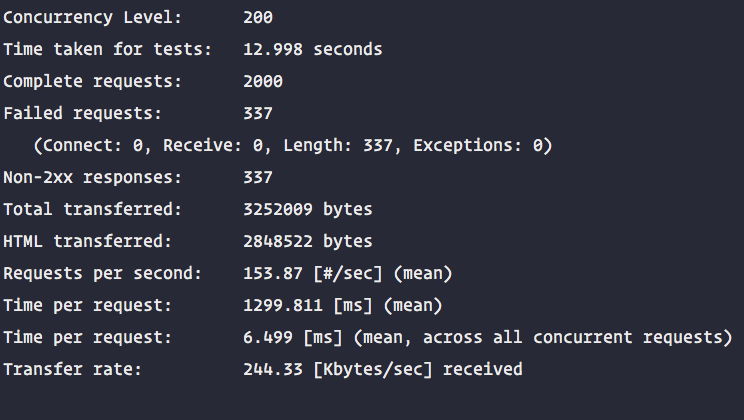 Concurrency Level:      200
Time taken for tests:   12.998 seconds
Complete requests:      2000
Failed requests:        337
   (Connect: 0, Receive: 0, Length: 337, Exceptions: 0)
Non-2xx responses:      337
Total transferred:      3252009 bytes
HTML transferred:       2848522 bytes
Requests per second:    153.87 [#/sec] (mean)
Time per request:       1299.811 [ms] (mean)
Time per request:       6.499 [ms] (mean, across all concurrent requests)
Transfer rate:          244.33 [Kbytes/sec] received